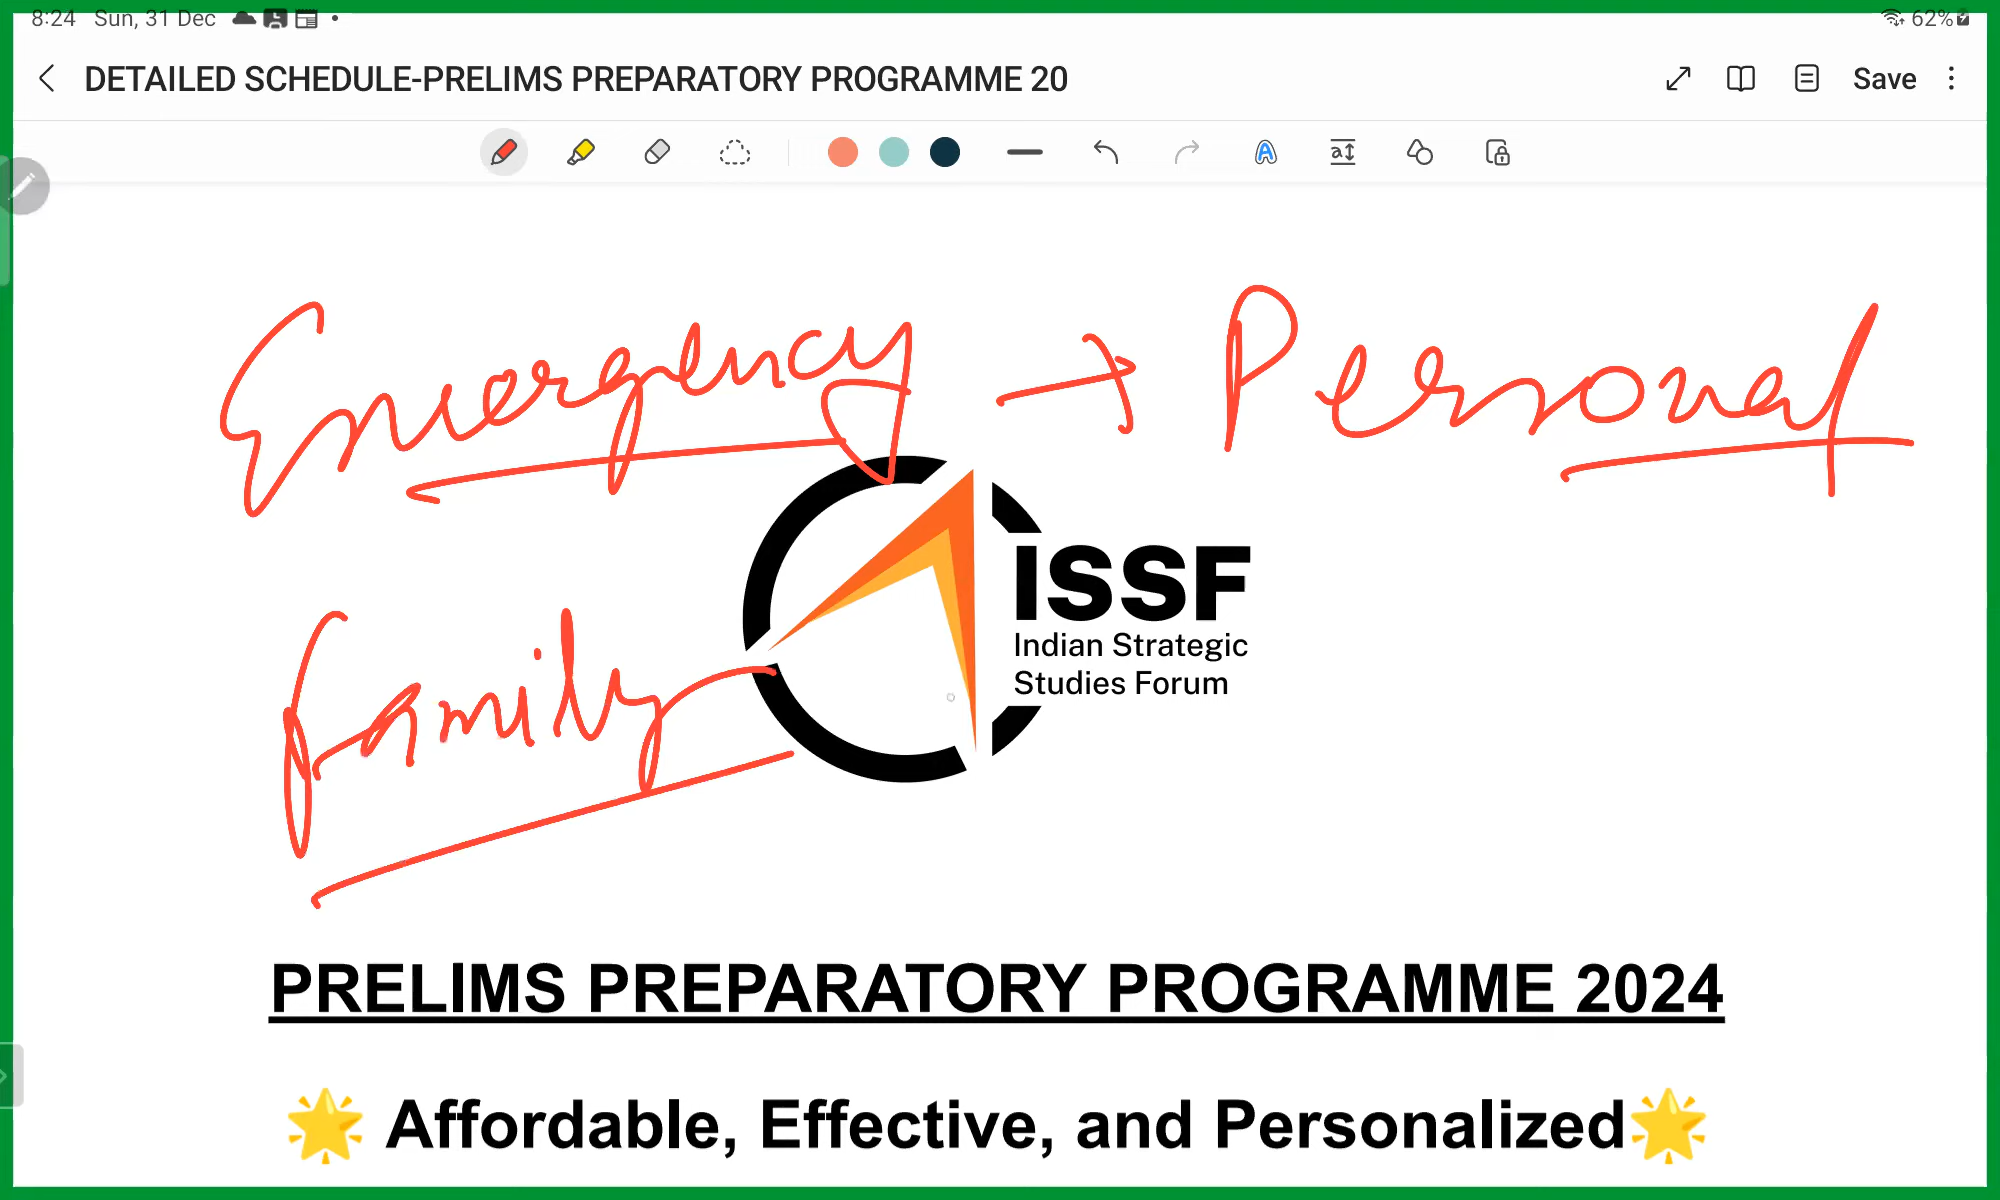 8:24 Sun, 31 Dec
62%
DETAILED SCHEDULE-PRELIMS PREPARATORY PROGRAMME 20
Save
Emergency → Personal
Family
ISSF
Indian Strategic
Studies Forum
PRELIMS PREPARATORY PROGRAMME 2024
🌟 Affordable, Effective, and Personalized🌟